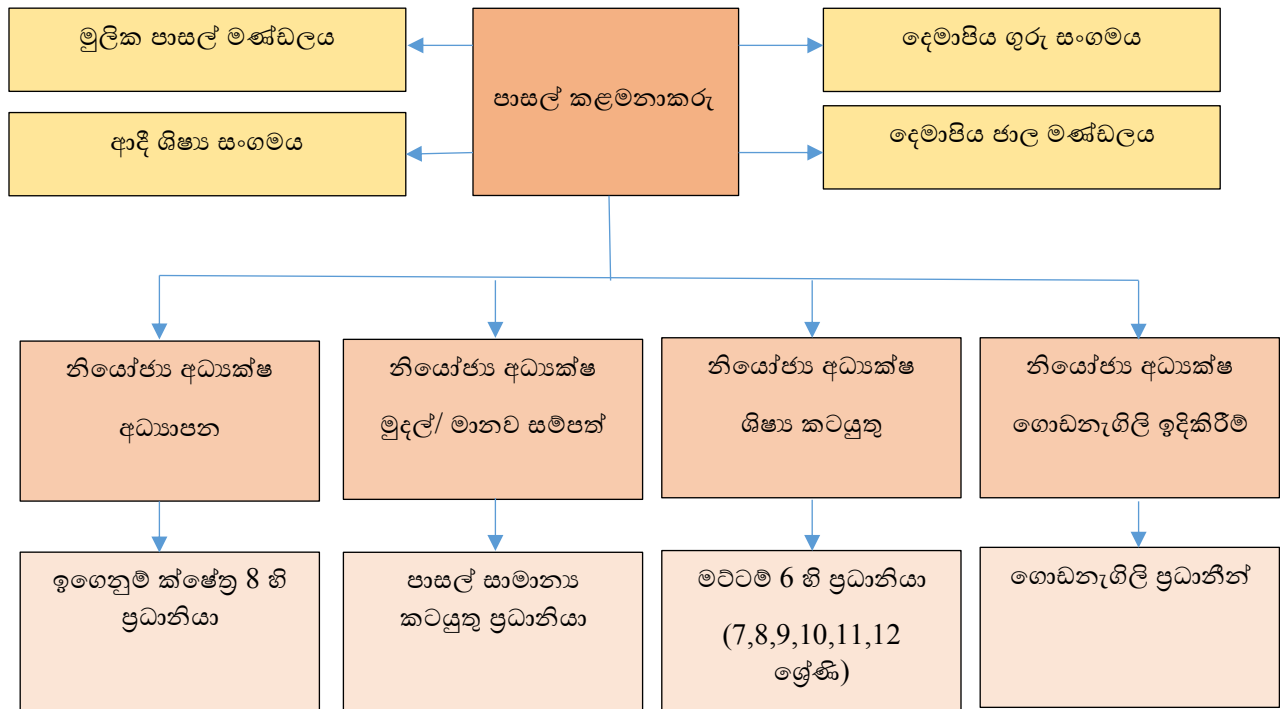 මුලික පාසල් මණ්ඩලය
පාසල් කළමනාකරු
දෙමාපිය ගුරු සංගමය
ආදී ශිෂ්‍ය සංගමය
දෙමාපිය ජාල මණ්ඩලය
නියෝජ්‍ය අධ්‍යක්ෂ
අධ්‍යාපන
නියෝජ්‍ය අධ්‍යක්ෂ
මුදල්/ මානව සම්පත්
නියෝජ්‍ය අධ්‍යක්ෂ
ශිෂ්‍ය කටයුතු
නියෝජ්‍ය අධ්‍යක්ෂ
ගොඩනැගිලි ඉදිකිරීම්
ඉගෙනුම් ක්ෂේත්‍ර 8 හි
ප්‍රධානියා
පාසල් සාමාන්‍ය
කටයුතු ප්‍රධානියා
මට්ටම් 6 හි ප්‍රධානියා
(7,8,9,10,11,12
ශ්‍රේණි)
ගොඩනැගිලි ප්‍රධානීන්